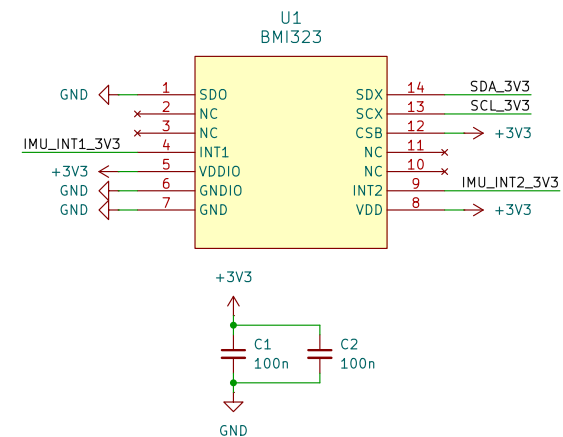 U1
BMI323
GND 1 SDO SDX 14 SDA_3V3
2 NC SCX 13 SCL_3V3
3 NC CSB 12 +3V3
IMU_INT1_3V3 4 INT1 NC 11
+3V3 5 VDDIO NC 10
GND 6 GNDIO INT2 9 IMU_INT2_3V3
GND 7 GND VDD 8 +3V3
+3V3
C1 C2
100n 100n
GND